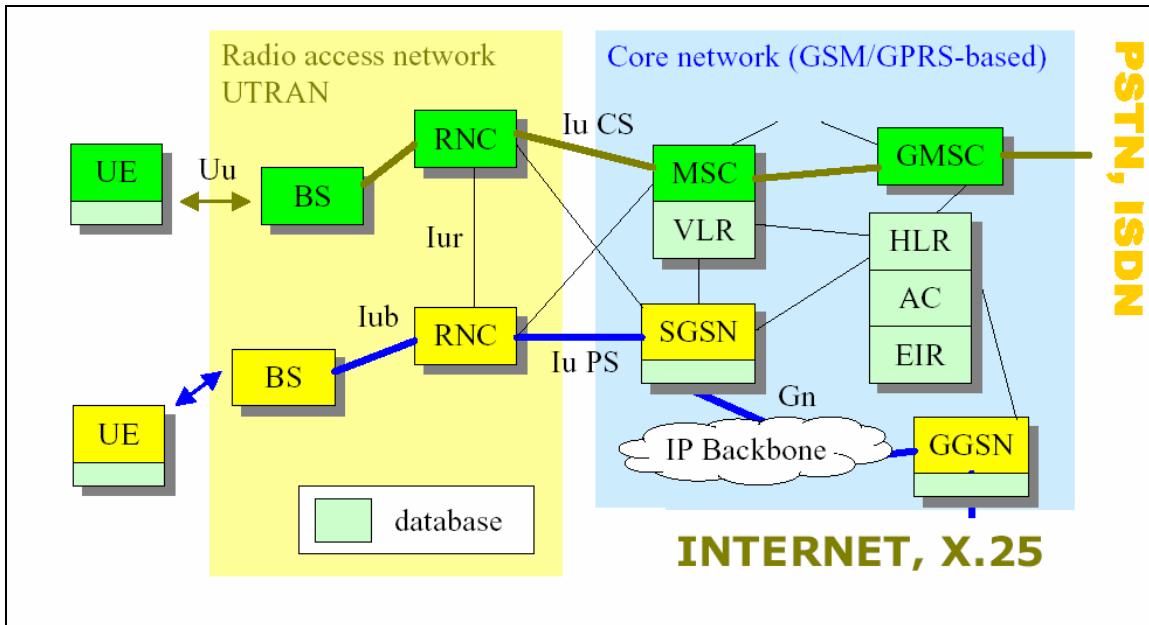 Radio access network
UTRAN
Core network (GSM/GPRS-based)
PSTN, ISDN
UE
Uu
BS
RNC
Iu CS
MSC
VLR
GMSC
HLR
AC
EIR
Iur
Iub
RNC
Iu PS
SGSN
BS
UE
Gn
IP Backbone
GGSN
database
INTERNET, X.25